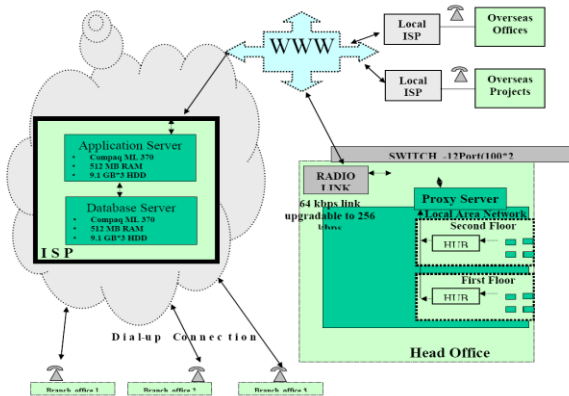 WWW
Local
ISP
Overseas
Offices
Local
ISP
Overseas
Projects
Application Server
• Compaq ML 370
• 512 MB RAM
• 9.1 GB*3 HDD
Database Server
• Compaq ML 370
• 512 MB RAM
• 9.1 GB*3 HDD
ISP
SWITCH -12Port(100*2
RADIO
LINK
64 kbps link
upgradable to 256
kbps
Proxy Server
Local Area Network
Second Floor
HUB
First Floor
HUB
Head Office
Dial-up Connection
Branch office 1
Branch office 2
Branch office 3